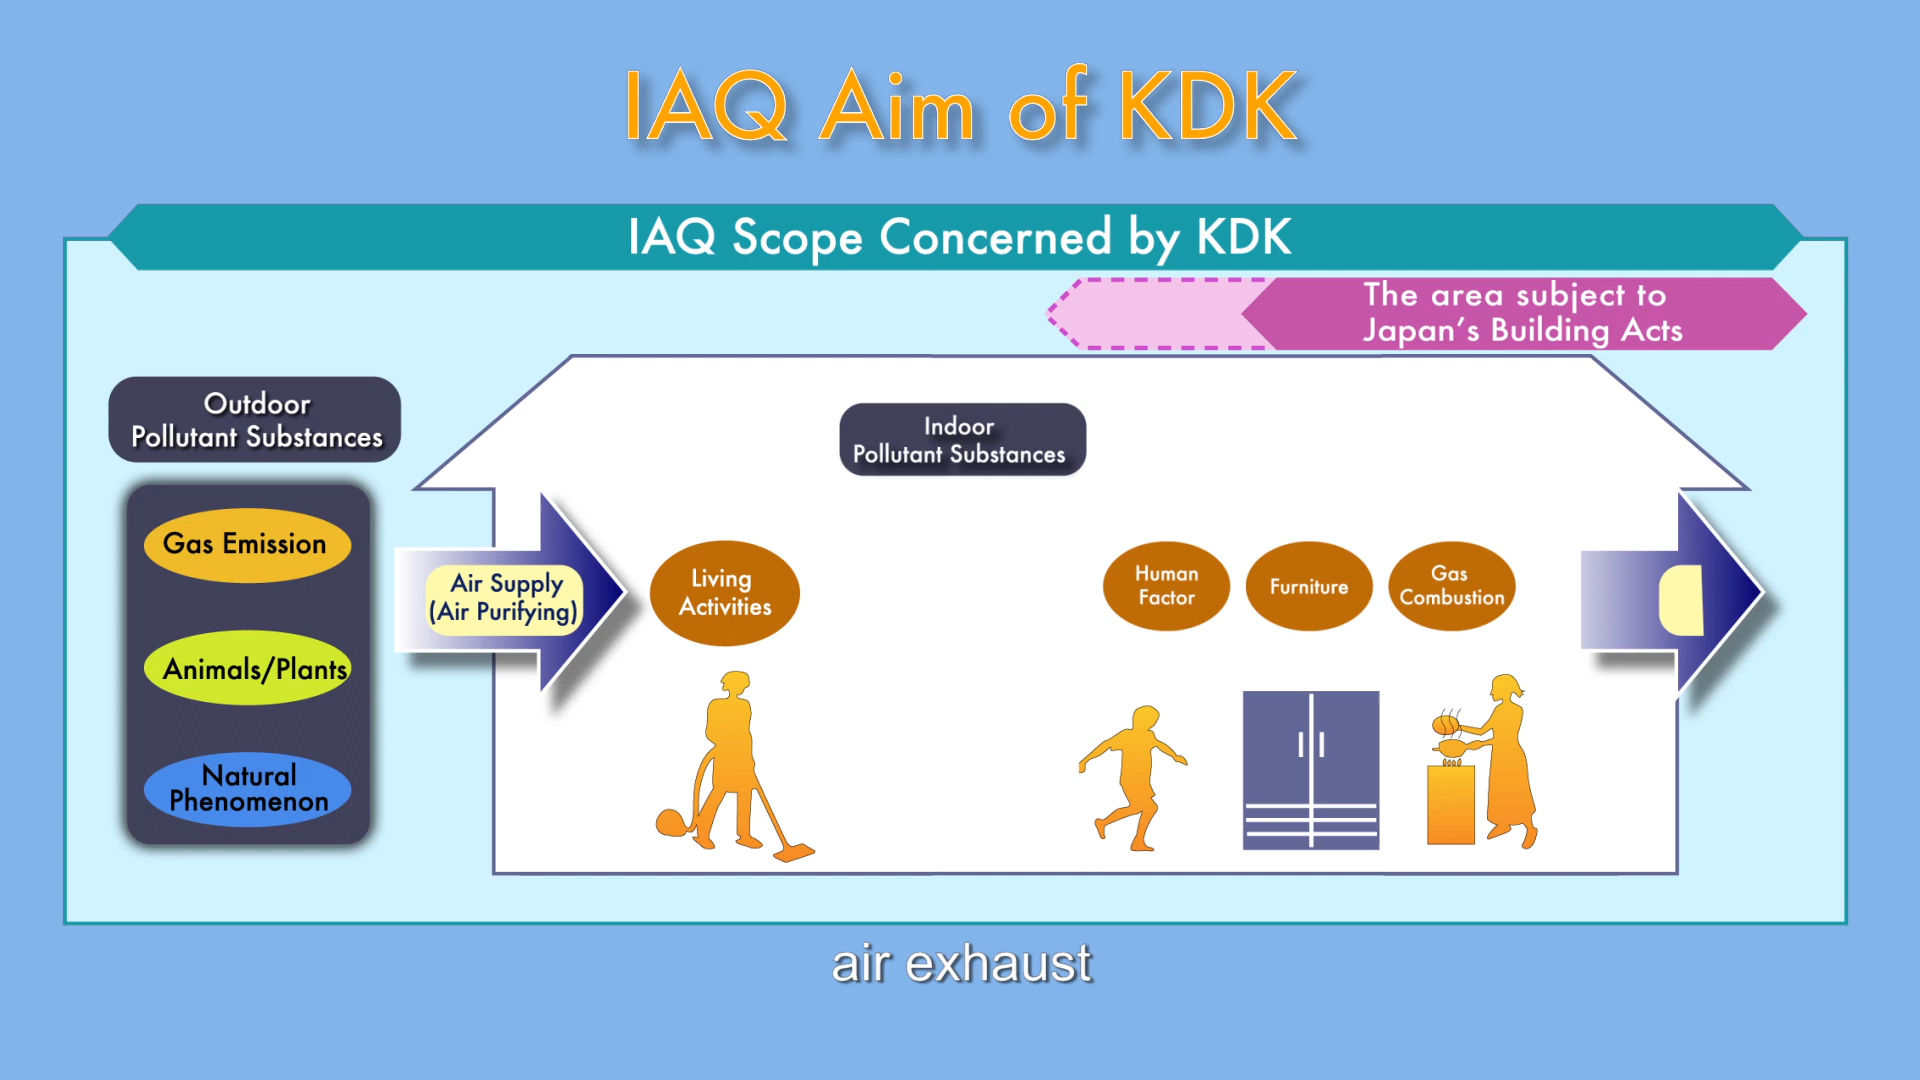 IAQ Aim of KDK
IAQ Scope Concerned by KDK
The area subject to
Japan's Building Acts
Outdoor
Pollutant Substances
Indoor
Pollutant Substances
Gas Emission
Animals/Plants
Natural
Phenomenon
Air Supply
(Air Purifying)
Living
Activities
Human
Factor
Furniture
Gas
Combustion
air exhaust